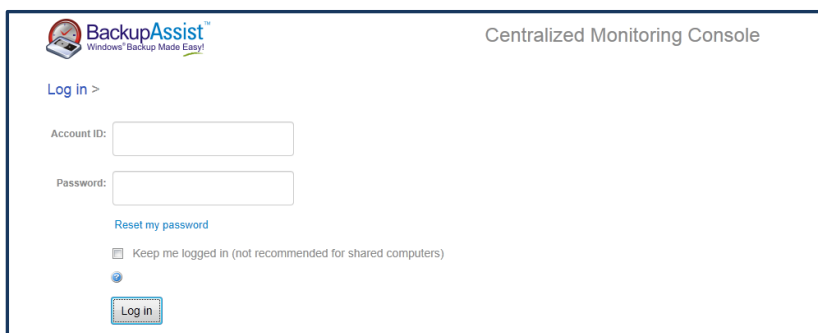 BackupAssist™
Windows® Backup Made Easy!
Centralized Monitoring Console
Log in >
Account ID:
Password:
Reset my password
Keep me logged in (not recommended for shared computers)
?
Log in